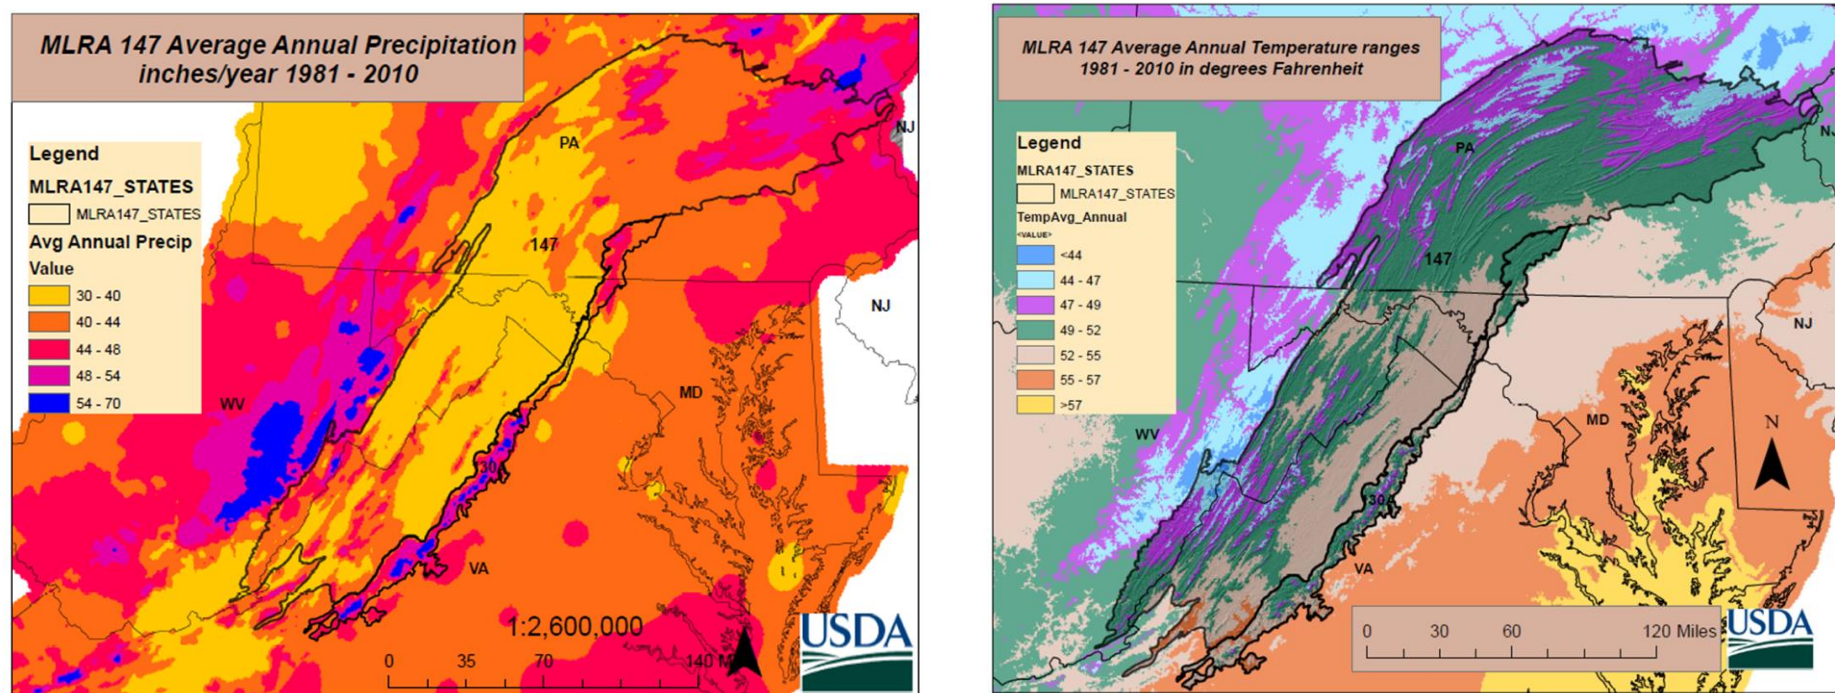 MLRA 147 Average Annual Precipitation
inches/year 1981 - 2010
Legend
MLRA147_STATES
MLRA147_STATES
Avg Annual Precip
Value
30 - 40
40 - 44
44 - 48
48 - 54
54 - 70
PA
NJ
147
NJ
MD
WV
VA
1:2,600,000
0 35 70 140
USDA
MLRA 147 Average Annual Temperature ranges
1981 - 2010 in degrees Fahrenheit
Legend
MLRA147_STATES
MLRA147_STATES
TempAvg_Annual
<VALUE>
<44
44 - 47
47 - 49
49 - 52
52 - 55
55 - 57
>57
PA
NJ
147
NJ
MD
N
WV
130A
VA
0 30 60 120 Miles
USDA